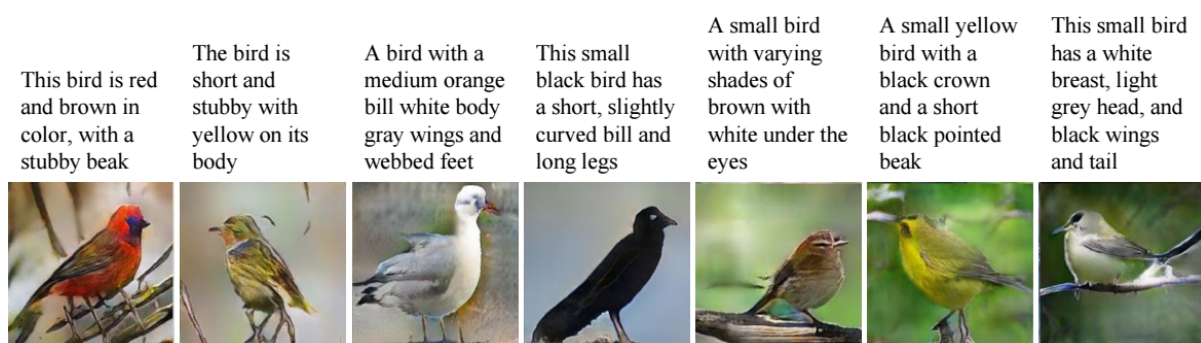 This bird is red
and brown in
color, with a
stubby beak
The bird is
short and
stubby with
yellow on its
body
A bird with a
medium orange
bill white body
gray wings and
webbed feet
This small
black bird has
a short, slightly
curved bill and
long legs
A small bird
with varying
shades of
brown with
white under the
eyes
A small yellow
bird with a
black crown
and a short
black pointed
beak
This small bird
has a white
breast, light
grey head, and
black wings
and tail